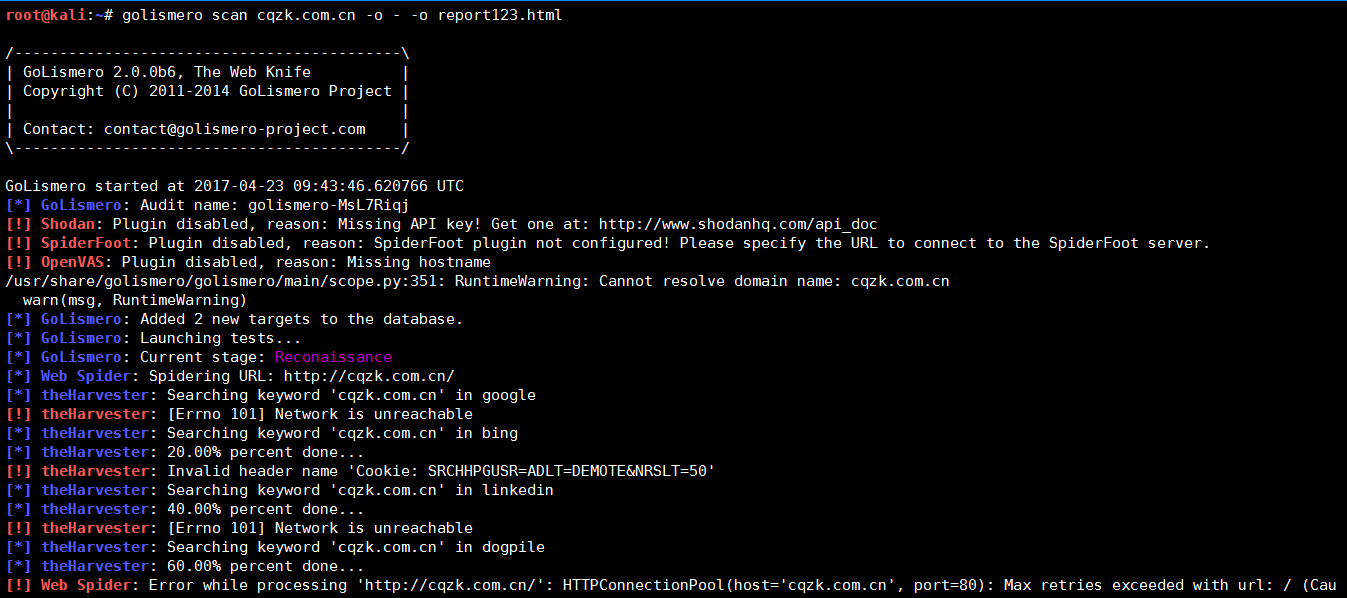 root@kali:~# golismero scan cqzk.com.cn -o - -o report123.html
/-------------------------------------------\
| GoLismero 2.0.0b6, The Web Knife          |
| Copyright (C) 2011-2014 GoLismero Project |
|                                           |
| Contact: contact@golismero-project.com    |
\-------------------------------------------/
GoLismero started at 2017-04-23 09:43:46.620766 UTC
[*] GoLismero: Audit name: golismero-MsL7Riqj
[!] Shodan: Plugin disabled, reason: Missing API key! Get one at: http://www.shodanhq.com/api_doc
[!] SpiderFoot: Plugin disabled, reason: SpiderFoot plugin not configured! Please specify the URL to connect to the SpiderFoot server.
[!] OpenVAS: Plugin disabled, reason: Missing hostname
/usr/share/golismero/golismero/main/scope.py:351: RuntimeWarning: Cannot resolve domain name: cqzk.com.cn
  warn(msg, RuntimeWarning)
[*] GoLismero: Added 2 new targets to the database.
[*] GoLismero: Launching tests...
[*] GoLismero: Current stage: Reconaissance
[*] Web Spider: Spidering URL: http://cqzk.com.cn/
[*] theHarvester: Searching keyword 'cqzk.com.cn' in google
[!] theHarvester: [Errno 101] Network is unreachable
[*] theHarvester: Searching keyword 'cqzk.com.cn' in bing
[*] theHarvester: 20.00% percent done...
[!] theHarvester: Invalid header name 'Cookie: SRCHHPGUSR=ADLT=DEMOTE&NRSLT=50'
[*] theHarvester: Searching keyword 'cqzk.com.cn' in linkedin
[*] theHarvester: 40.00% percent done...
[!] theHarvester: [Errno 101] Network is unreachable
[*] theHarvester: Searching keyword 'cqzk.com.cn' in dogpile
[*] theHarvester: 60.00% percent done...
[!] Web Spider: Error while processing 'http://cqzk.com.cn/': HTTPConnectionPool(host='cqzk.com.cn', port=80): Max retries exceeded with url: / (Cau